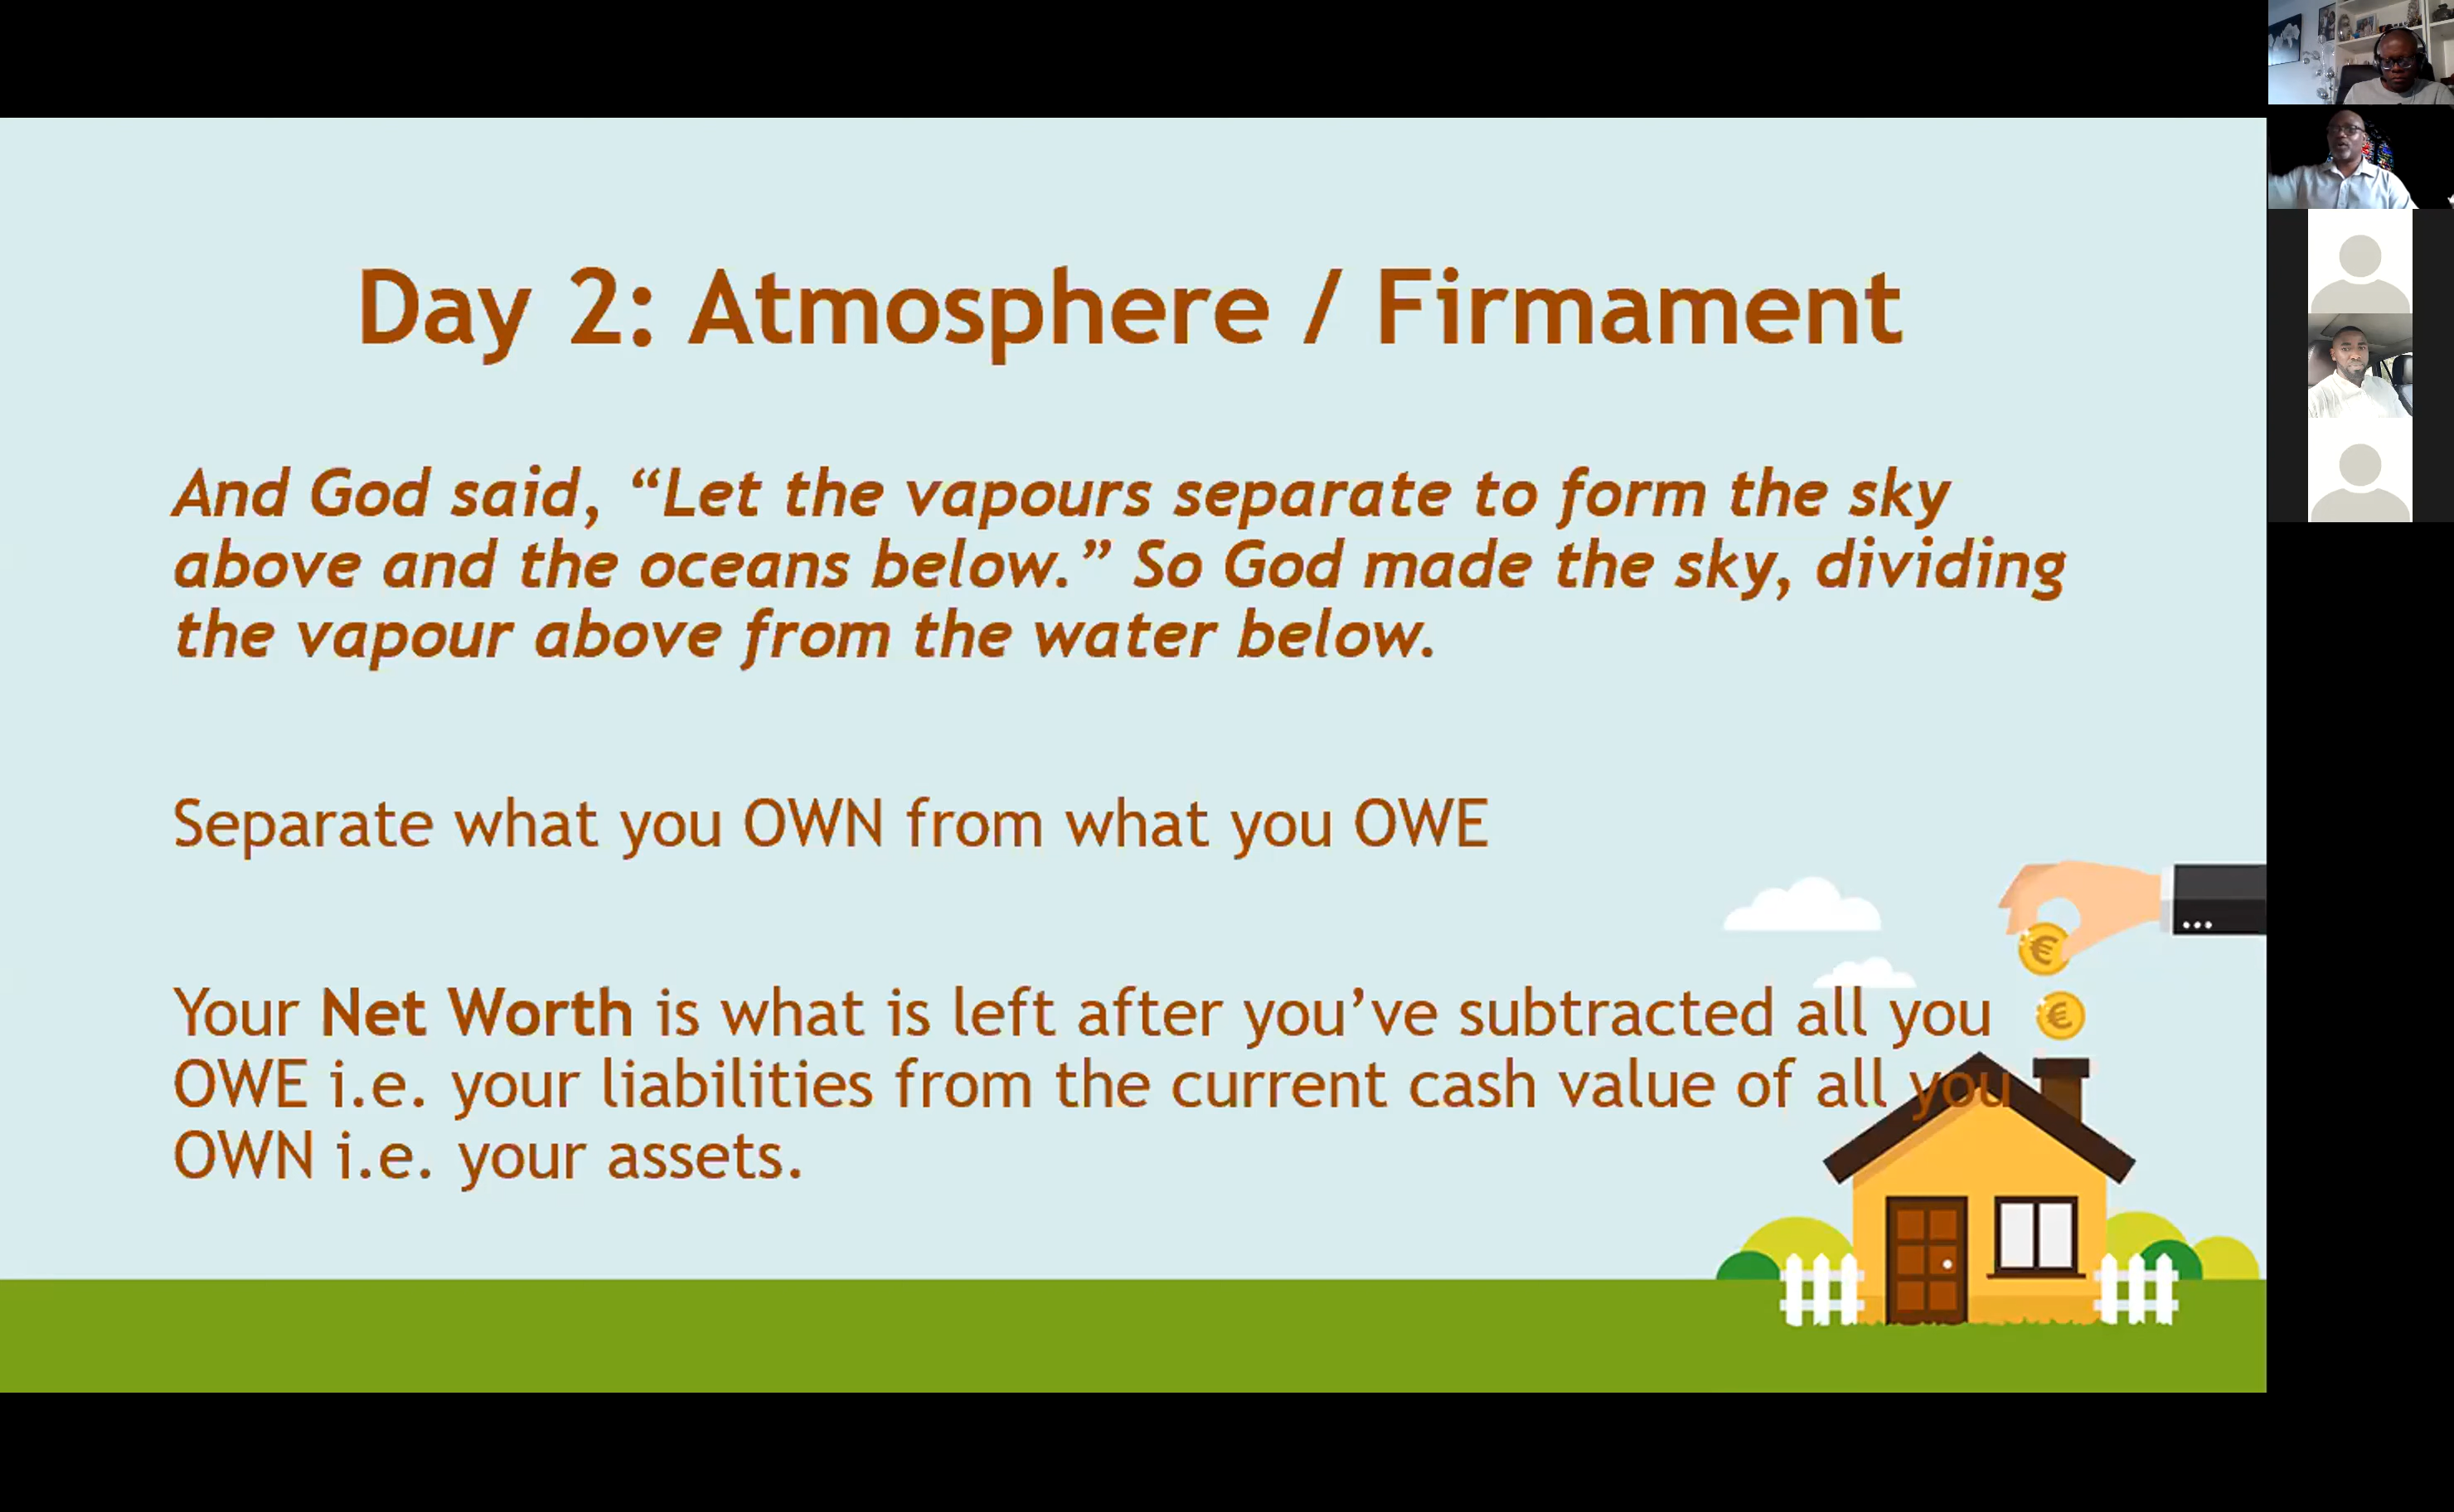 Day 2: Atmosphere / Firmament
And God said, “Let the vapours separate to form the sky
above and the oceans below.” So God made the sky, dividing
the vapour above from the water below.
Separate what you OWN from what you OWE
Your Net Worth is what is left after you’ve subtracted all you
OWE i.e. your liabilities from the current cash value of all you
OWN i.e. your assets.
€
€